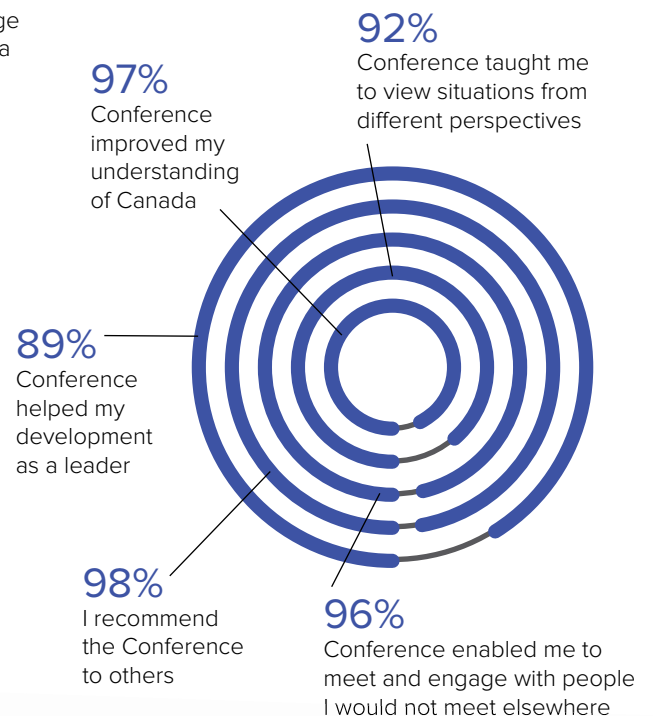 ge
a
92%
Conference taught me
to view situations from
different perspectives
97%
Conference
improved my
understanding
of Canada
89%
Conference
helped my
development
as a leader
98%
I recommend
the Conference
to others
96%
Conference enabled me to
meet and engage with people
I would not meet elsewhere